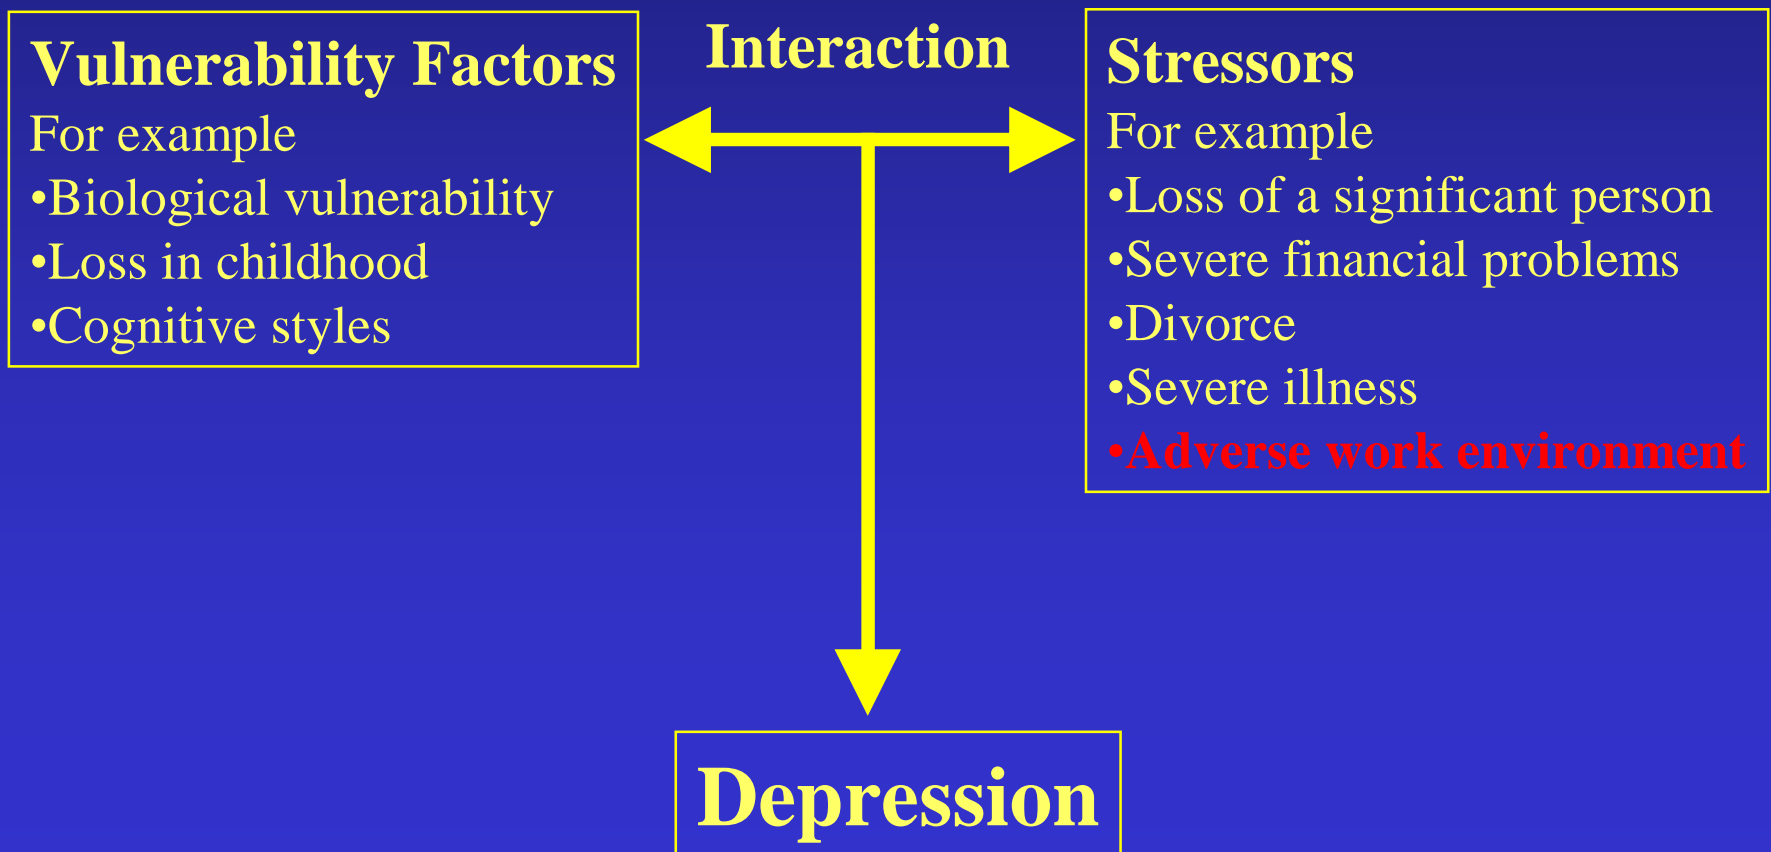 Vulnerability Factors
For example
•Biological vulnerability
•Loss in childhood
•Cognitive styles
Interaction
Stressors
For example
•Loss of a significant person
•Severe financial problems
•Divorce
•Severe illness
•Adverse work environment
Depression